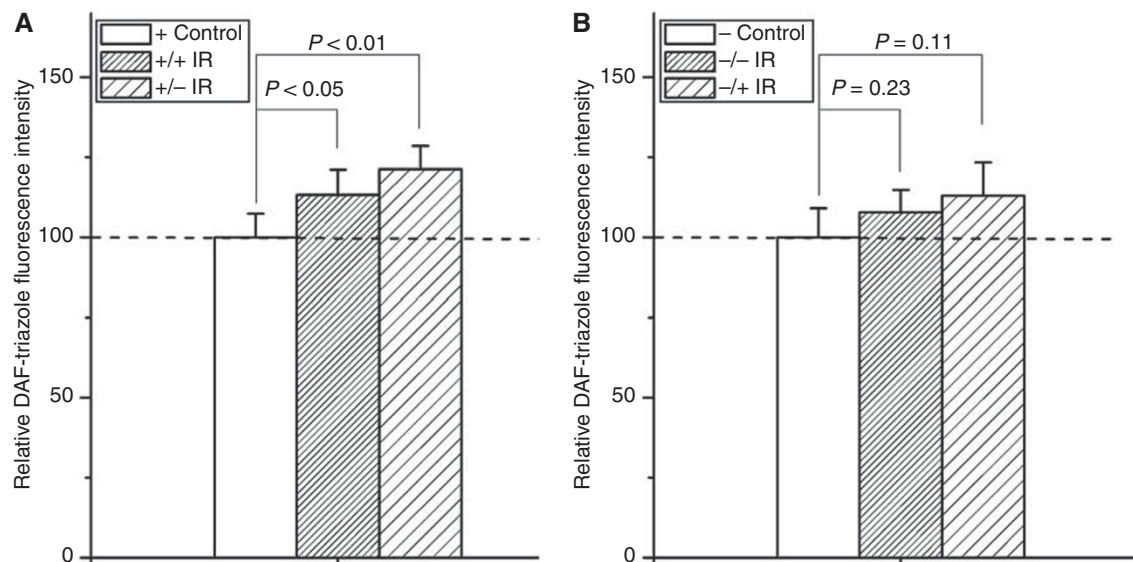 A
+ Control
+/+ IR
+/− IR
P < 0.01
P < 0.05
150
100
50
0
Relative DAF-triazole fluorescence intensity
B
− Control
−/− IR
−/+ IR
P = 0.11
P = 0.23
150
100
50
0
Relative DAF-triazole fluorescence intensity